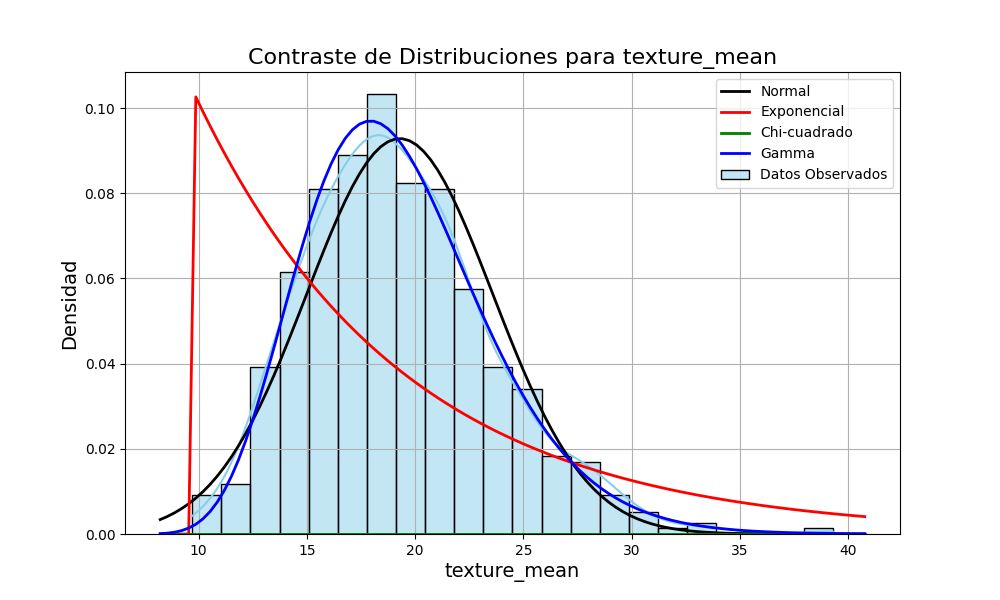 Contraste de Distribuciones para texture_mean
Normal
Exponencial
Chi-cuadrado
Gamma
Datos Observados
Densidad
0.10
0.08
0.06
0.04
0.02
0.00
10 15 20 25 30 35 40
texture_mean